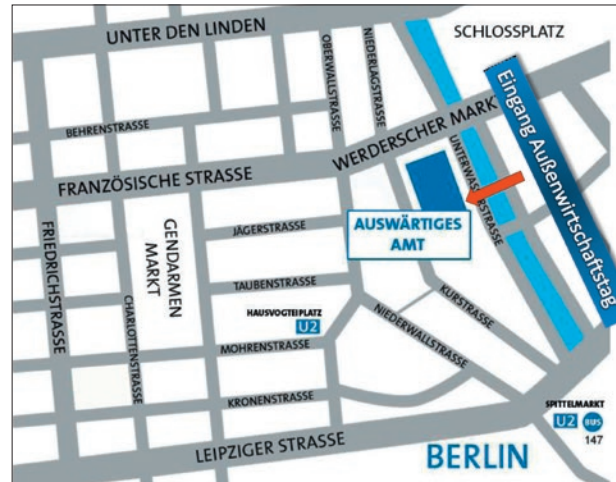 UNTER DEN LINDEN
SCHLOSSPLATZ
OBERWALLSTRASSE
NIEDERLAGSTRASSE
BEHRENSTRASSE
WERDERSCHER MARK
Eingang Außenwirtschaftstag
FRANZÖSISCHE STRASSE
UNTERWASSERSTRASSE
FRIEDRICHSTRASSE
GENDARMEN
MARKT
JÄGERSTRASSE
AUSWÄRTIGES
AMT
TAUBENSTRASSE
CHARLOTTENSTRASSE
HAUSVOGTEIPLATZ
U2
KURSTRASSE
NIEDERWALLSTRASSE
MOHRENSTRASSE
KRONENSTRASSE
LEIPZIGER STRASSE
SPITTELMARKT
U2 BUS
147
BERLIN